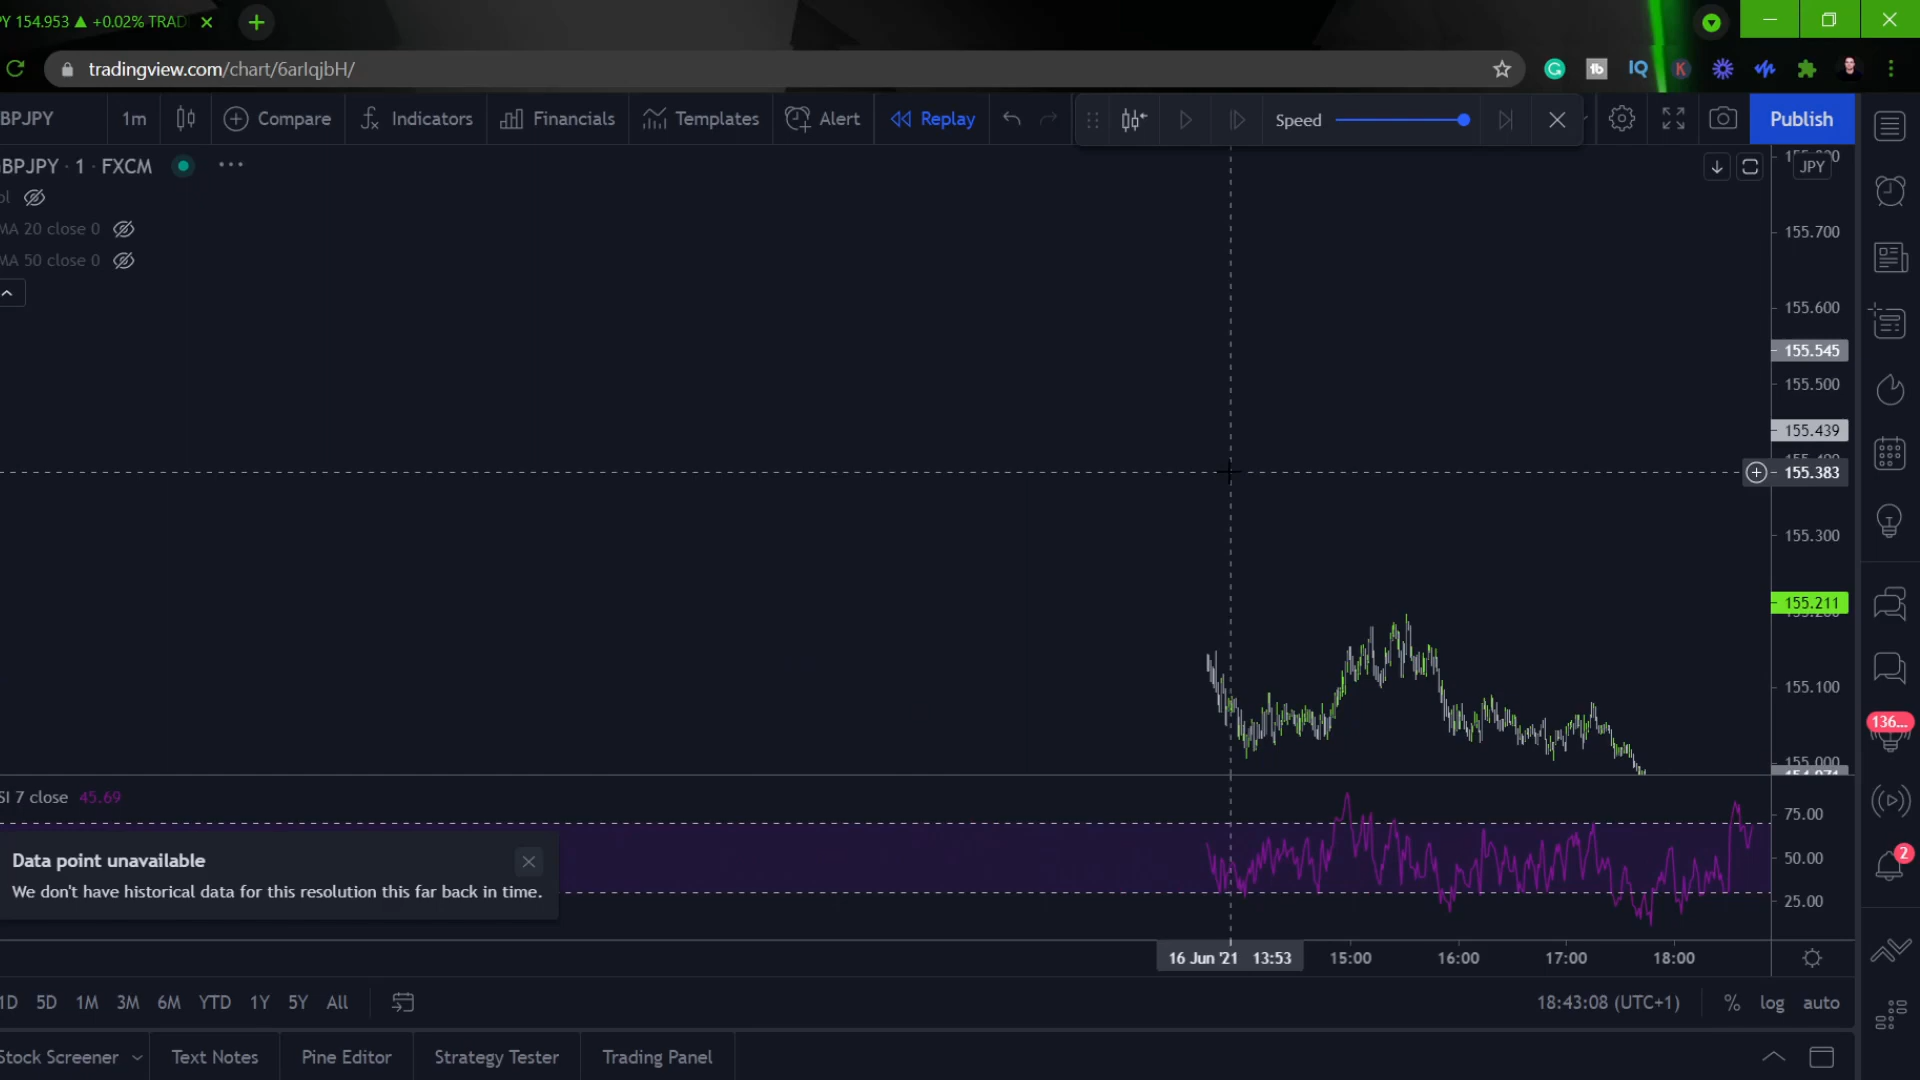 PY 154.953 ▲ +0.02% TRAD
tradingview.com/chart/6arIqjbH/
BPJPY
1m
Compare
Indicators
Financials
Templates
Alert
Replay
Speed
Publish
BPJPY · 1 · FXCM
JPY
ol
MA 20 close 0
MA 50 close 0
155.700
155.600
155.545
155.500
155.439
155.383
155.300
155.211
155.100
155.000
SI 7 close 45.69
75.00
50.00
25.00
Data point unavailable
We don't have historical data for this resolution this far back in time.
136...
2
16 Jun '21 13:53
15:00
16:00
17:00
18:00
1D
5D
1M
3M
6M
YTD
1Y
5Y
All
18:43:08 (UTC+1)
%
log
auto
Stock Screener
Text Notes
Pine Editor
Strategy Tester
Trading Panel